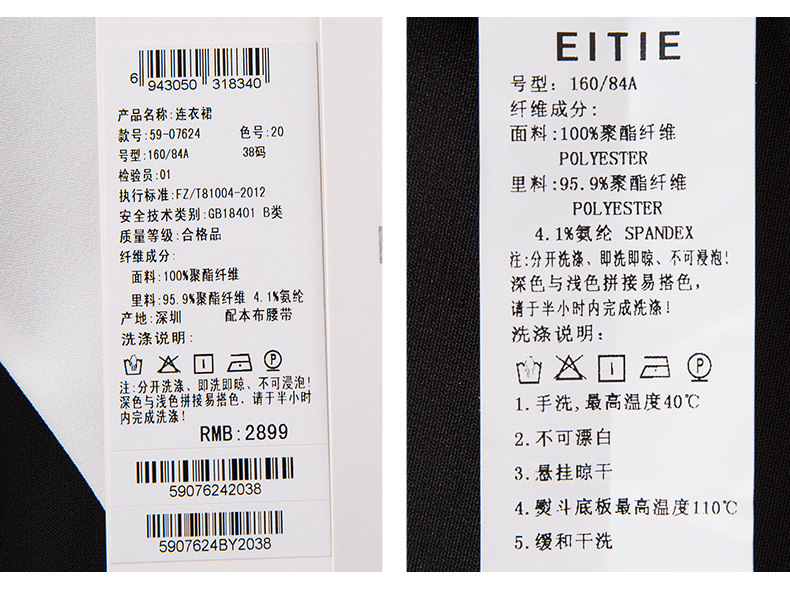 6 943050 318340
产品名称:连衣裙
款号:59-07624 色号:20
号型:160/84A 38码
检验员:01
执行标准:FZ/T81004-2012
安全技术类别:GB18401 B类
质量等级:合格品
纤维成分:
面料:100%聚酯纤维
里料:95.9%聚酯纤维 4.1%氨纶
产地:深圳 配本布腰带
洗涤说明:
P
注:分开洗涤、即洗即晾、不可浸泡!
深色与浅色拼接易搭色、请于半小时
内完成洗涤!
RMB:2899
59076242038
5907624BY2038
EITIE
号型: 160/84A
纤维成分:
面料:100%聚酯纤维
POLYESTER
里料:95.9%聚酯纤维
POLYESTER
4.1%氨纶 SPANDEX
注:分开洗涤、即洗即晾、不可浸泡!
深色与浅色拼接易搭色,
请于半小时内完成洗涤!
洗涤说明:
P
1.手洗,最高温度40℃
2.不可漂白
3.悬挂晾干
4.熨斗底板最高温度110℃
5.缓和干洗